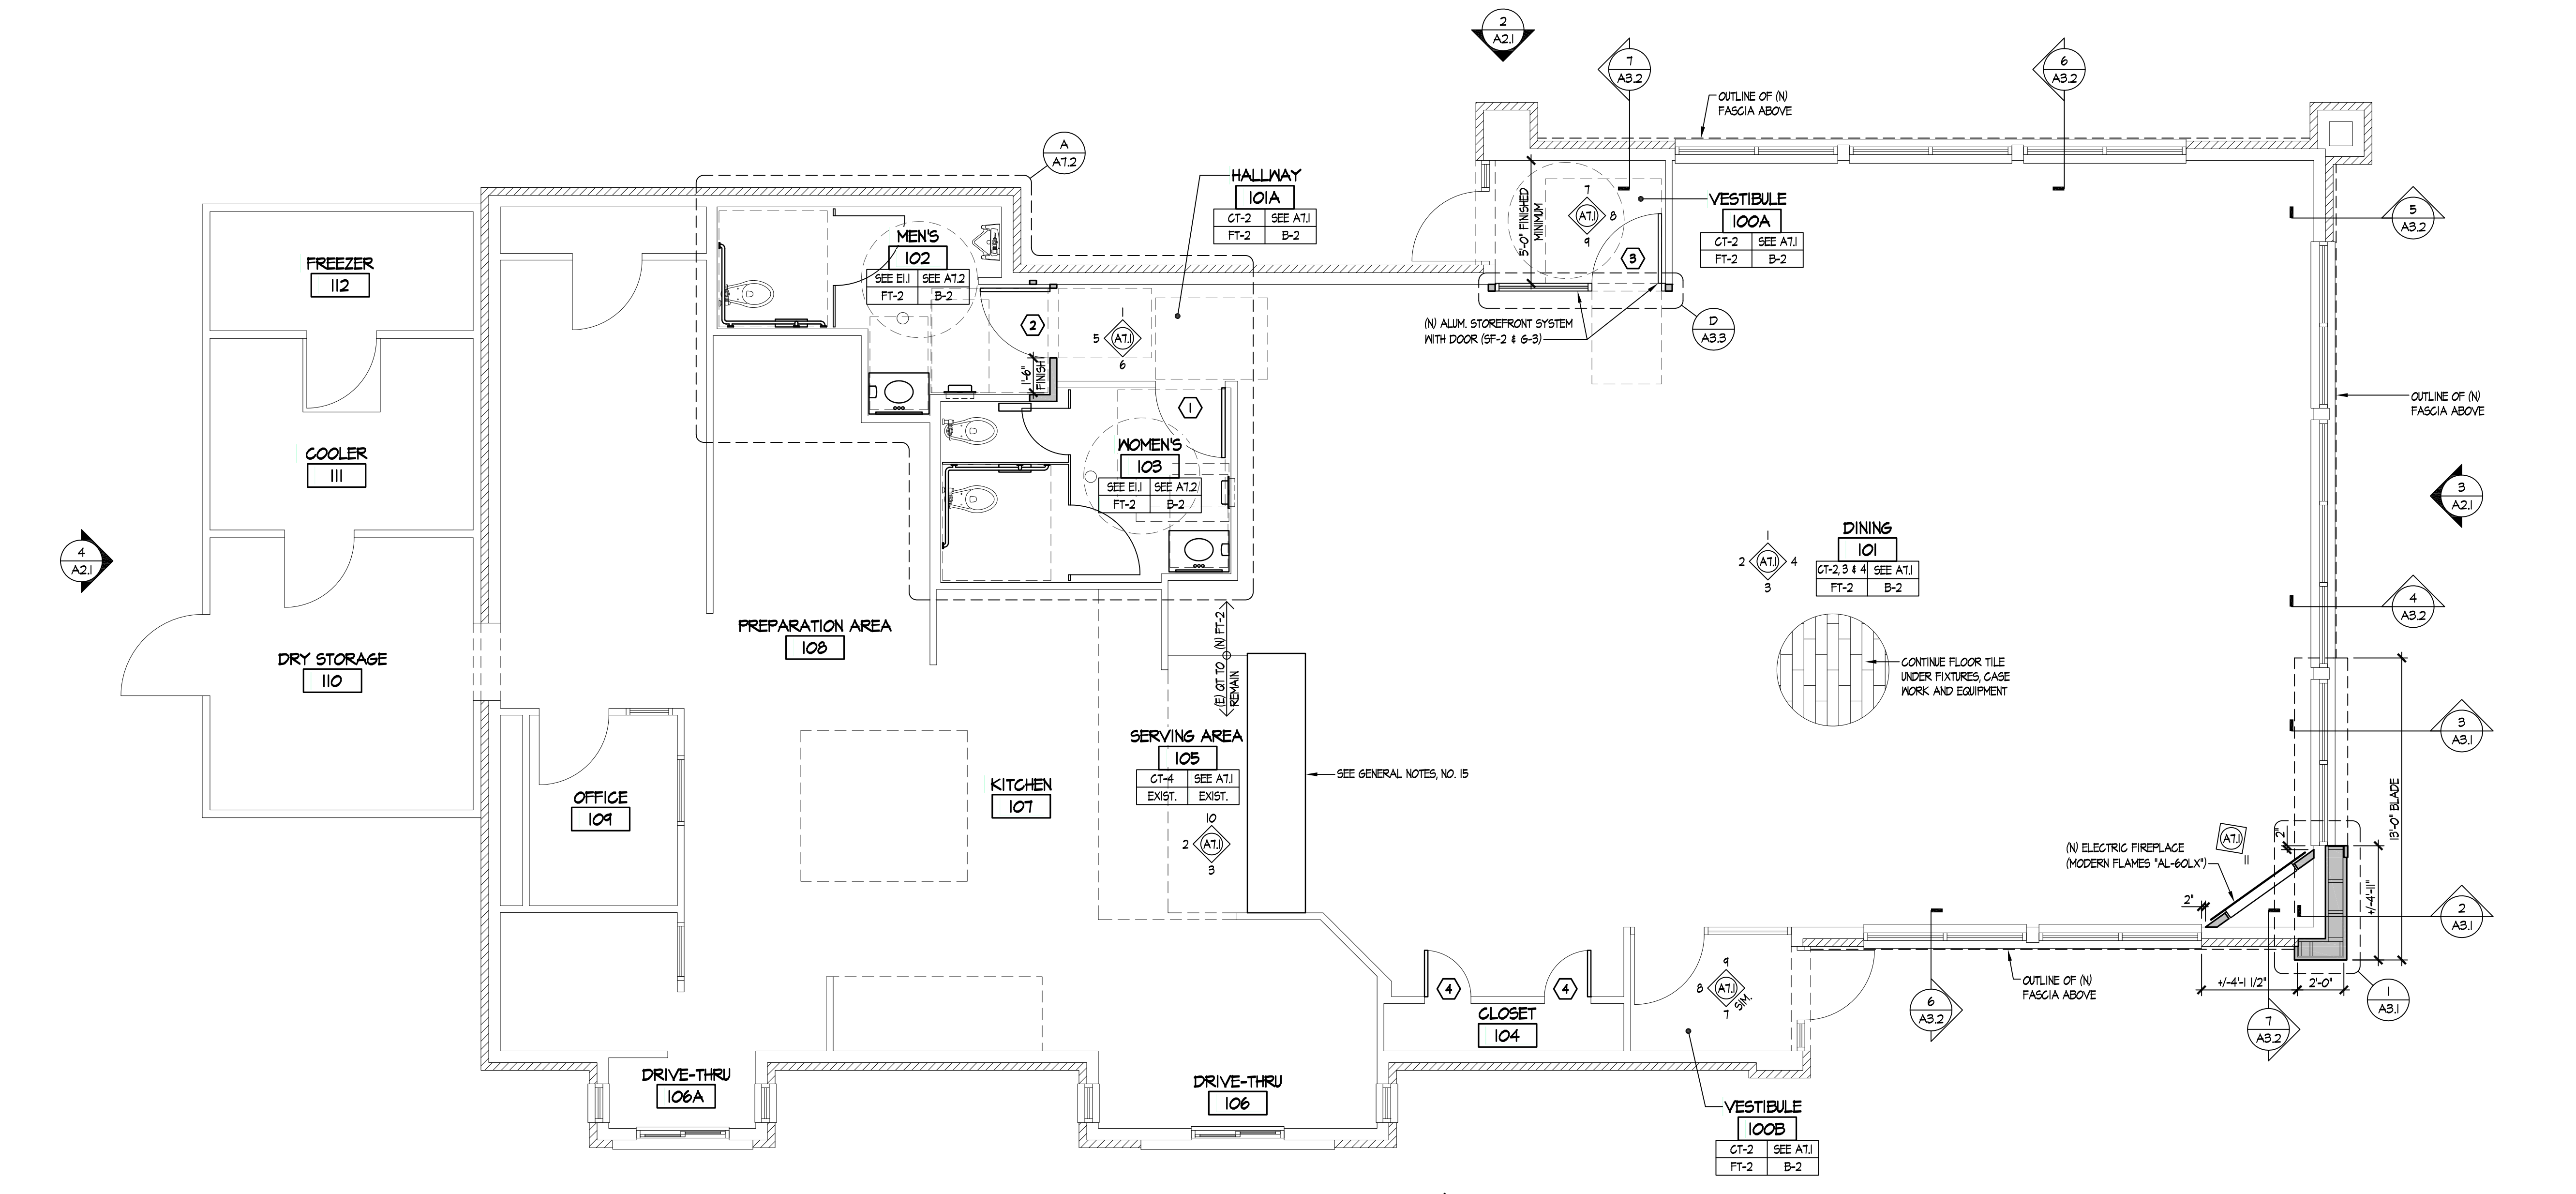 2
A2.1
7
A3.2
6
A3.2
OUTLINE OF (N)
FASCIA ABOVE
A
A7.2
HALLWAY
101A
CT-2 SEE A7.1
FT-2 B-2
5'-0" FINISHED
MINIMUM
7
A7.1 8
9
3
VESTIBULE
100A
CT-2 SEE A7.1
FT-2 B-2
5
A3.2
MEN'S
102
SEE E1.1 SEE A7.2
FT-2 B-2
FREEZER
112
2
1
5 A7.1
6
1'-6"
FINISH
(N) ALUM. STOREFRONT SYSTEM
WITH DOOR (SF-2 & G-3)
D
A3.3
OUTLINE OF (N)
FASCIA ABOVE
1
WOMEN'S
103
SEE E1.1 SEE A7.2
FT-2 B-2
COOLER
111
3
A2.1
4
A2.1
1
2 A7.1 4
3
DINING
101
CT-2, 3 & 4 SEE A7.1
FT-2 B-2
4
A3.2
PREPARATION AREA
108
DRY STORAGE
110
(E) QT TO
REMAIN
(N) FT-2
CONTINUE FLOOR TILE
UNDER FIXTURES, CASE
WORK AND EQUIPMENT
3
A3.1
SERVING AREA
105
CT-4 SEE A7.1
EXIST. EXIST.
10
2 A7.1
3
SEE GENERAL NOTES, NO. 15
KITCHEN
107
OFFICE
109
13'-0" BLADE
2"
A7.1
11
(N) ELECTRIC FIREPLACE
(MODERN FLAMES "AL-60LX")
2"
+/-4'-11"
2
A3.1
9
8 A7.1
7
SIM.
4
4
CLOSET
104
OUTLINE OF (N)
FASCIA ABOVE
+/-4'-1 1/2"
2'-0"
1
A3.1
6
A3.2
7
A3.2
DRIVE-THRU
106A
DRIVE-THRU
106
VESTIBULE
100B
CT-2 SEE A7.1
FT-2 B-2